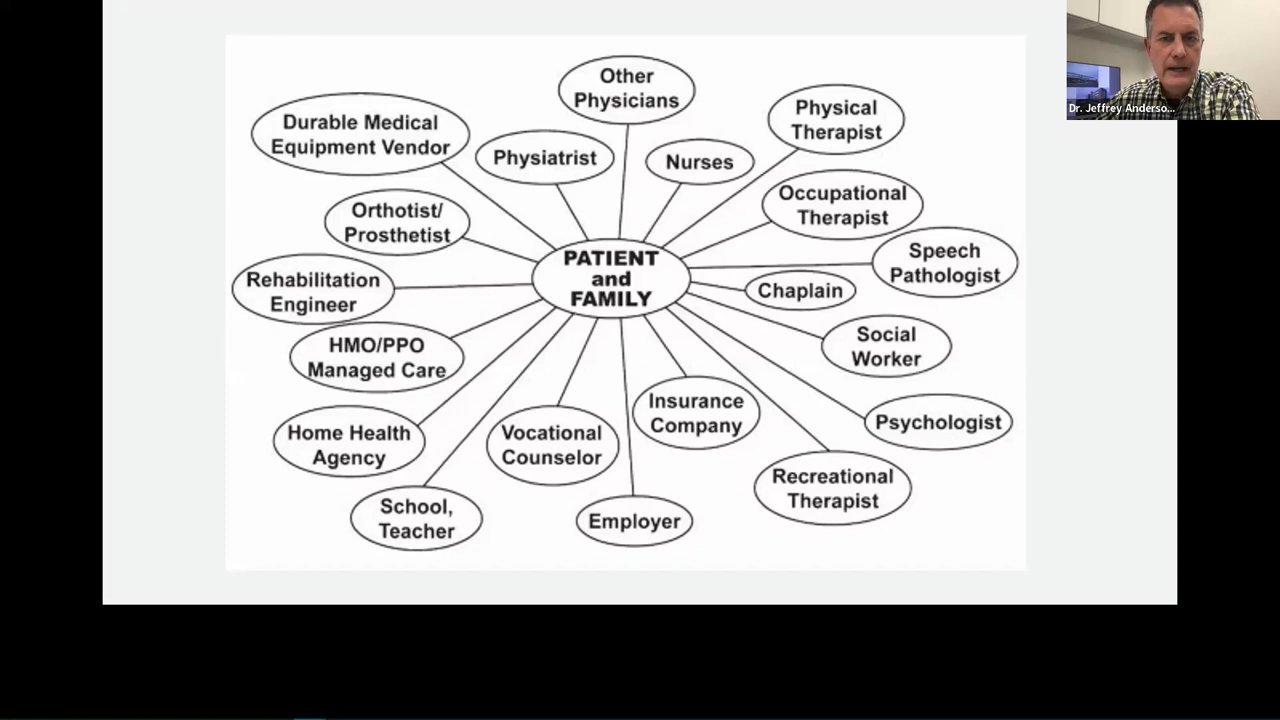 Other
Physicians
Dr. Jeffrey Anderso...
Durable Medical
Equipment Vendor
Physiatrist
Nurses
Physical
Therapist
Orthotist/
Prosthetist
Occupational
Therapist
Rehabilitation
Engineer
PATIENT
and
FAMILY
Speech
Pathologist
Chaplain
HMO/PPO
Managed Care
Social
Worker
Home Health
Agency
Vocational
Counselor
Insurance
Company
Psychologist
School,
Teacher
Employer
Recreational
Therapist